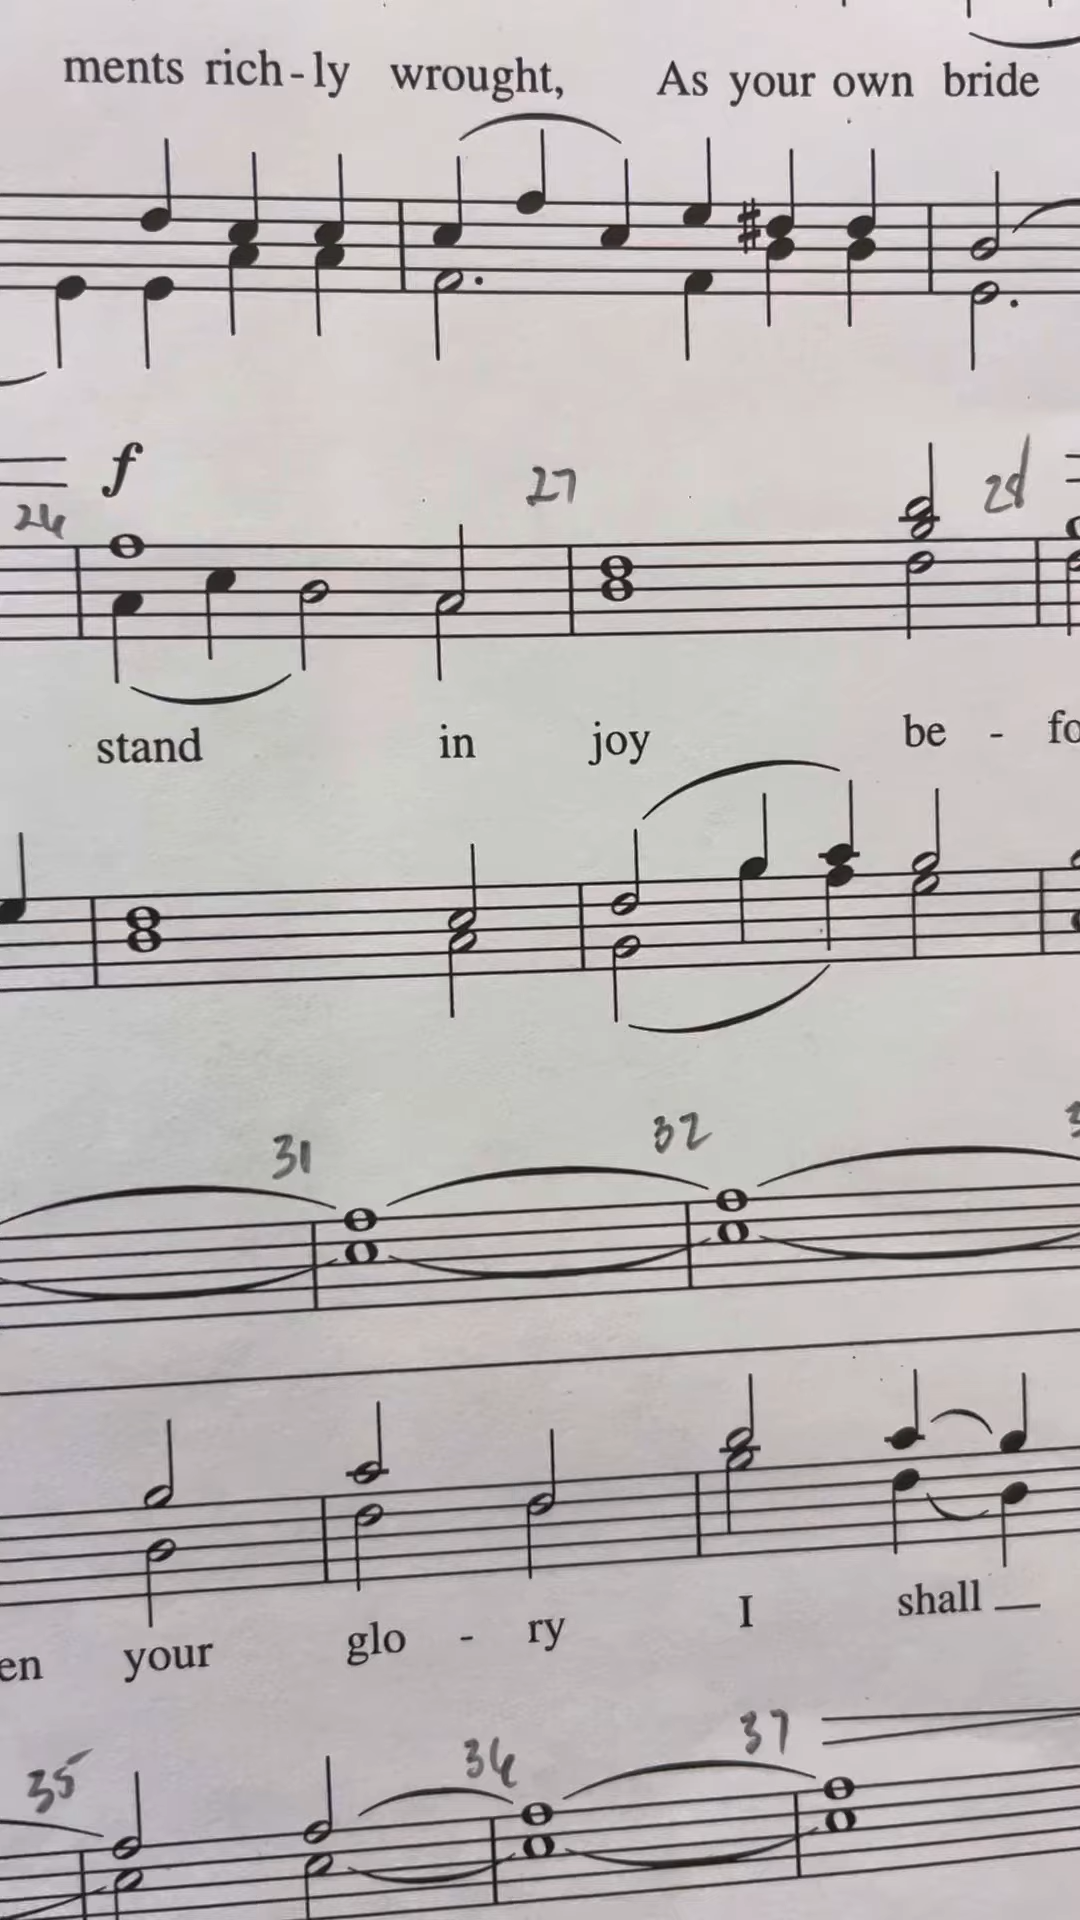 ments rich - ly wrought, As your own bride
f
26 27 28
stand in joy be - fo
31 32
en your glo - ry I shall
35 36 37